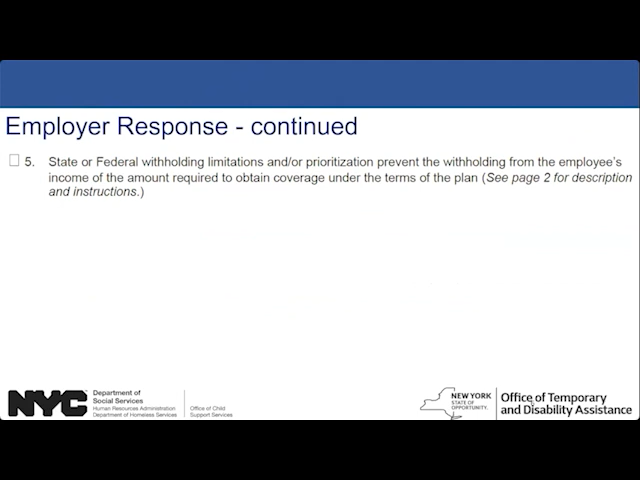 Employer Response - continued
5. State or Federal withholding limitations and/or prioritization prevent the withholding from the employee's
income of the amount required to obtain coverage under the terms of the plan (See page 2 for description
and instructions.)
NYC
Department of
Social Services
Human Resources Administration
Department of Homeless Services
Office of Child
Support Services
NEW YORK
STATE OF
OPPORTUNITY.
Office of Temporary
and Disability Assistance